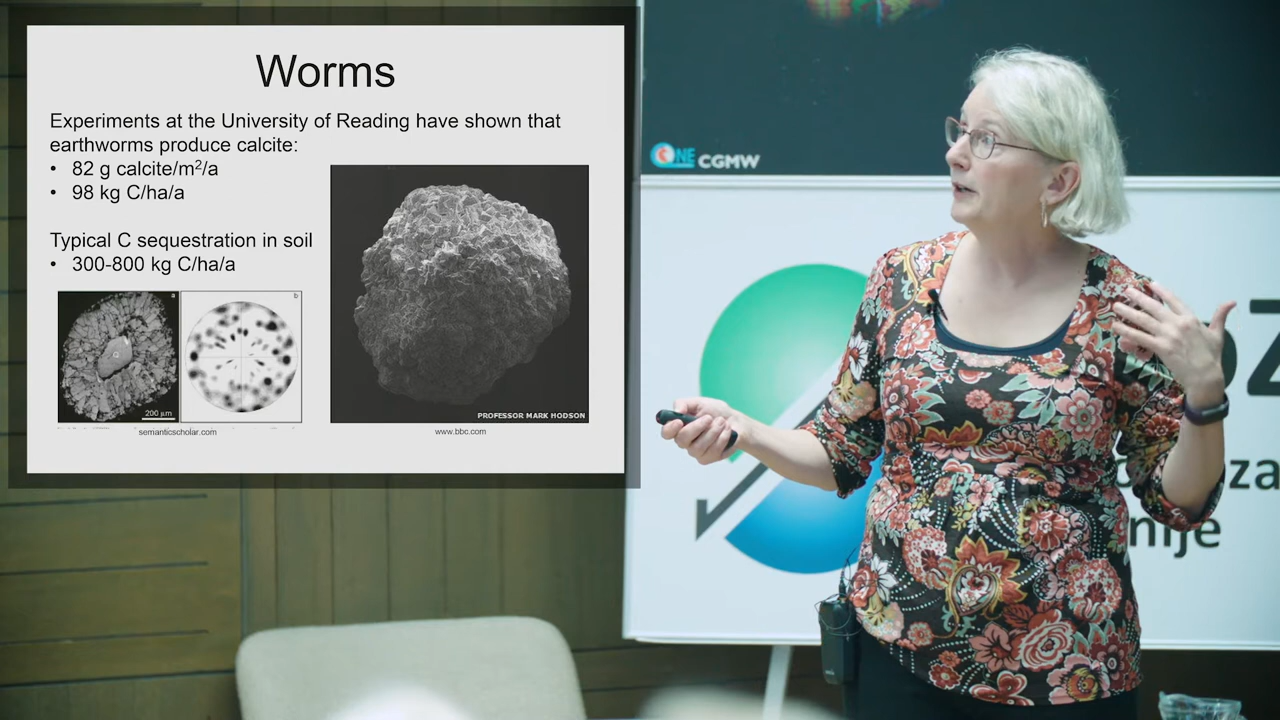 Worms
Experiments at the University of Reading have shown that
earthworms produce calcite:
• 82 g calcite/m²/a
• 98 kg C/ha/a
Typical C sequestration in soil
• 300-800 kg C/ha/a
a
b
200 µm
semanticscholar.com
PROFESSOR MARK HODSON
www.bbc.com
NE CGMW
za
nije